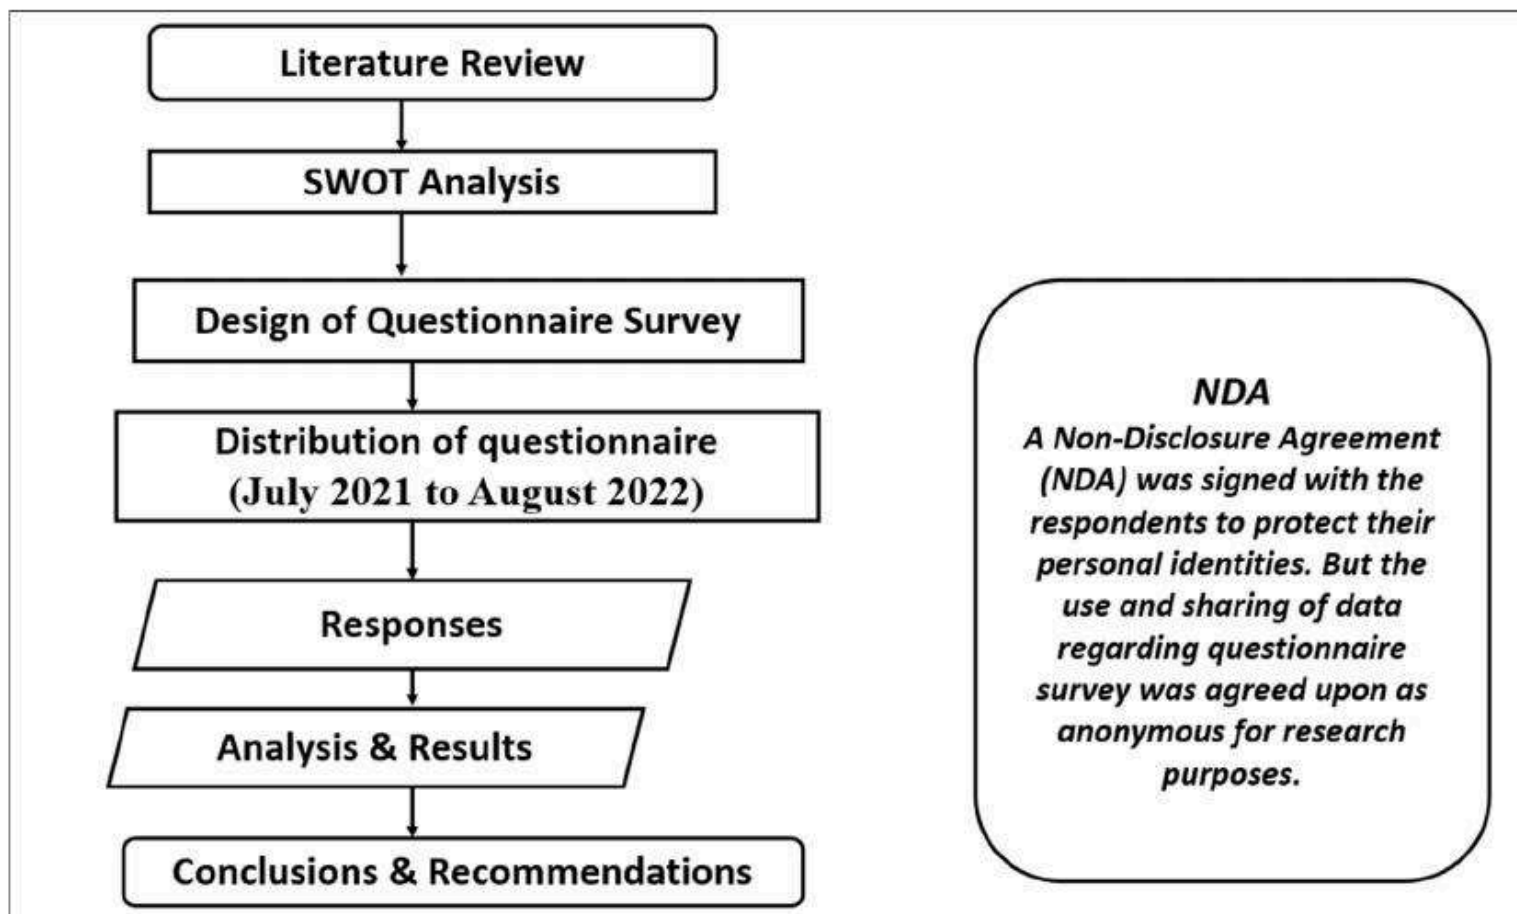 Literature Review
SWOT Analysis
Design of Questionnaire Survey
Distribution of questionnaire
(July 2021 to August 2022)
Responses
Analysis & Results
Conclusions & Recommendations
NDA
A Non-Disclosure Agreement
(NDA) was signed with the
respondents to protect their
personal identities. But the
use and sharing of data
regarding questionnaire
survey was agreed upon as
anonymous for research
purposes.